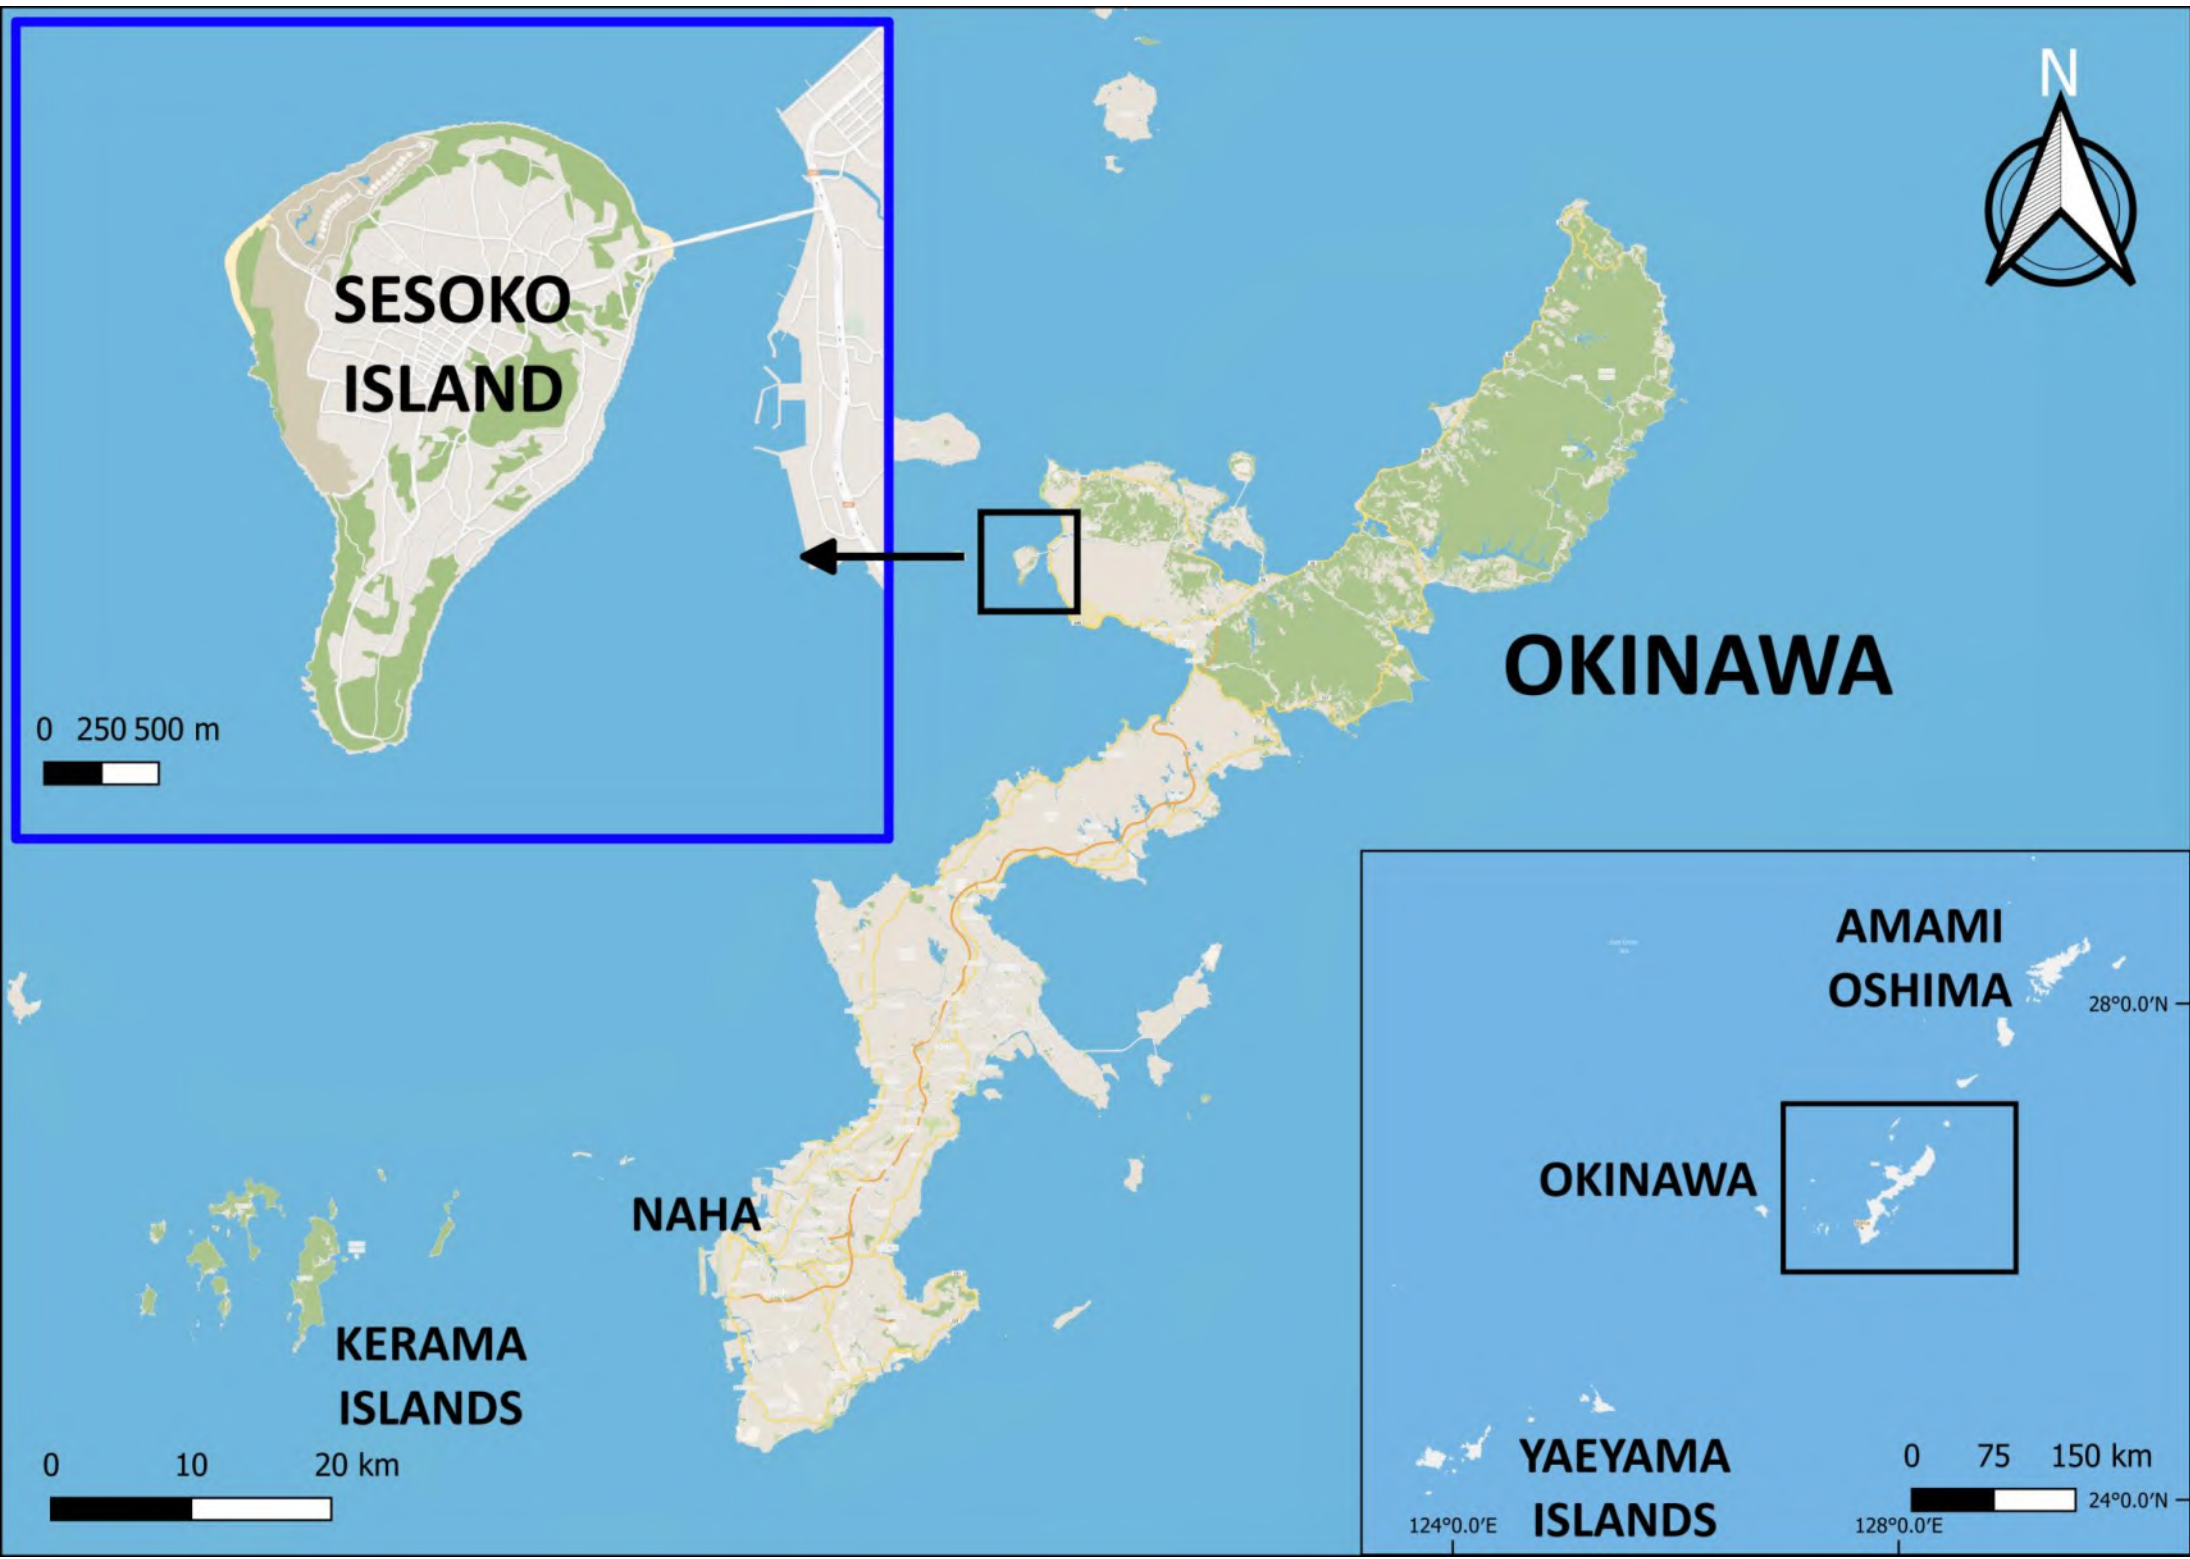 N
SESOKO
ISLAND
0 250 500 m
OKINAWA
NAHA
KERAMA
ISLANDS
0 10 20 km
AMAMI
OSHIMA
28°0.0'N
OKINAWA
YAEYAMA
ISLANDS
0 75 150 km
24°0.0'N
124°0.0'E
128°0.0'E